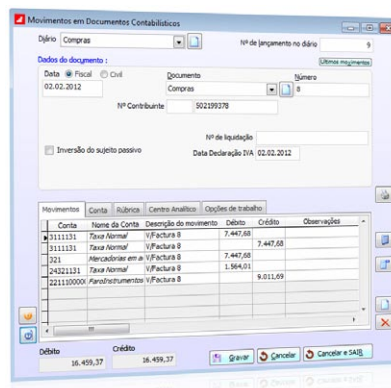 Movimentos em Documentos Contabilísticos
Diário Compras Nº de lançamento no diário 9
Dados do documento : Últimos movimentos
Data Fiscal Civil Documento Número
02.02.2012 Compras 8
Nº Contribuinte 502199378
Nº de liquidação
Inversão do sujeito passivo Data Declaração IVA 02.02.2012
Movimentos Conta Rúbrica Centro Analítico Opções de trabalho
Conta Nome da Conta Descrição do movimento Débito Crédito Observações
3111131 Taxa Normal V/Factura 8 7.447,68
3111131 Taxa Normal V/Factura 8 7.447,68
321 Mercadorias em a V/Factura 8 7.447,68
24321131 Taxa Normal V/Factura 8 1.564,01
221110000 ParoInstrumentos V/Factura 8 9.011,69
Débito Crédito
16.459,37 16.459,37 Gravar Cancelar Cancelar e SAIR